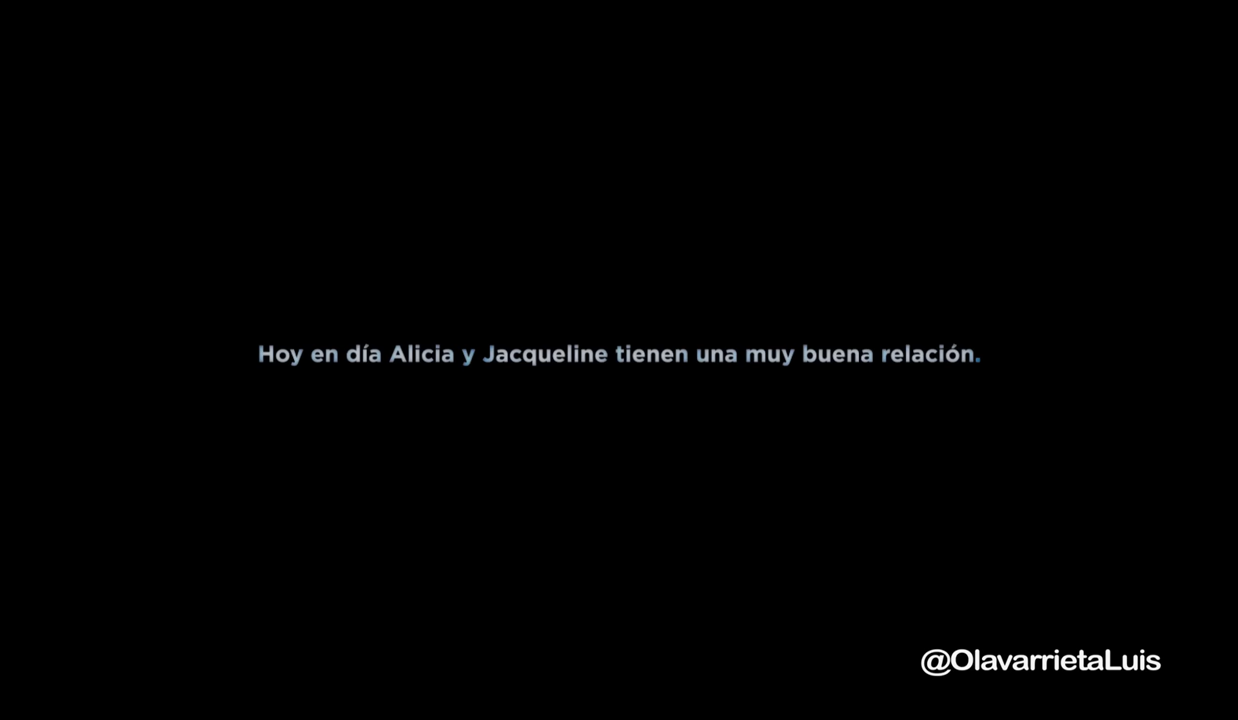 Hoy en día Alicia y Jacqueline tienen una muy buena relación.
@OlavarrietaLuis